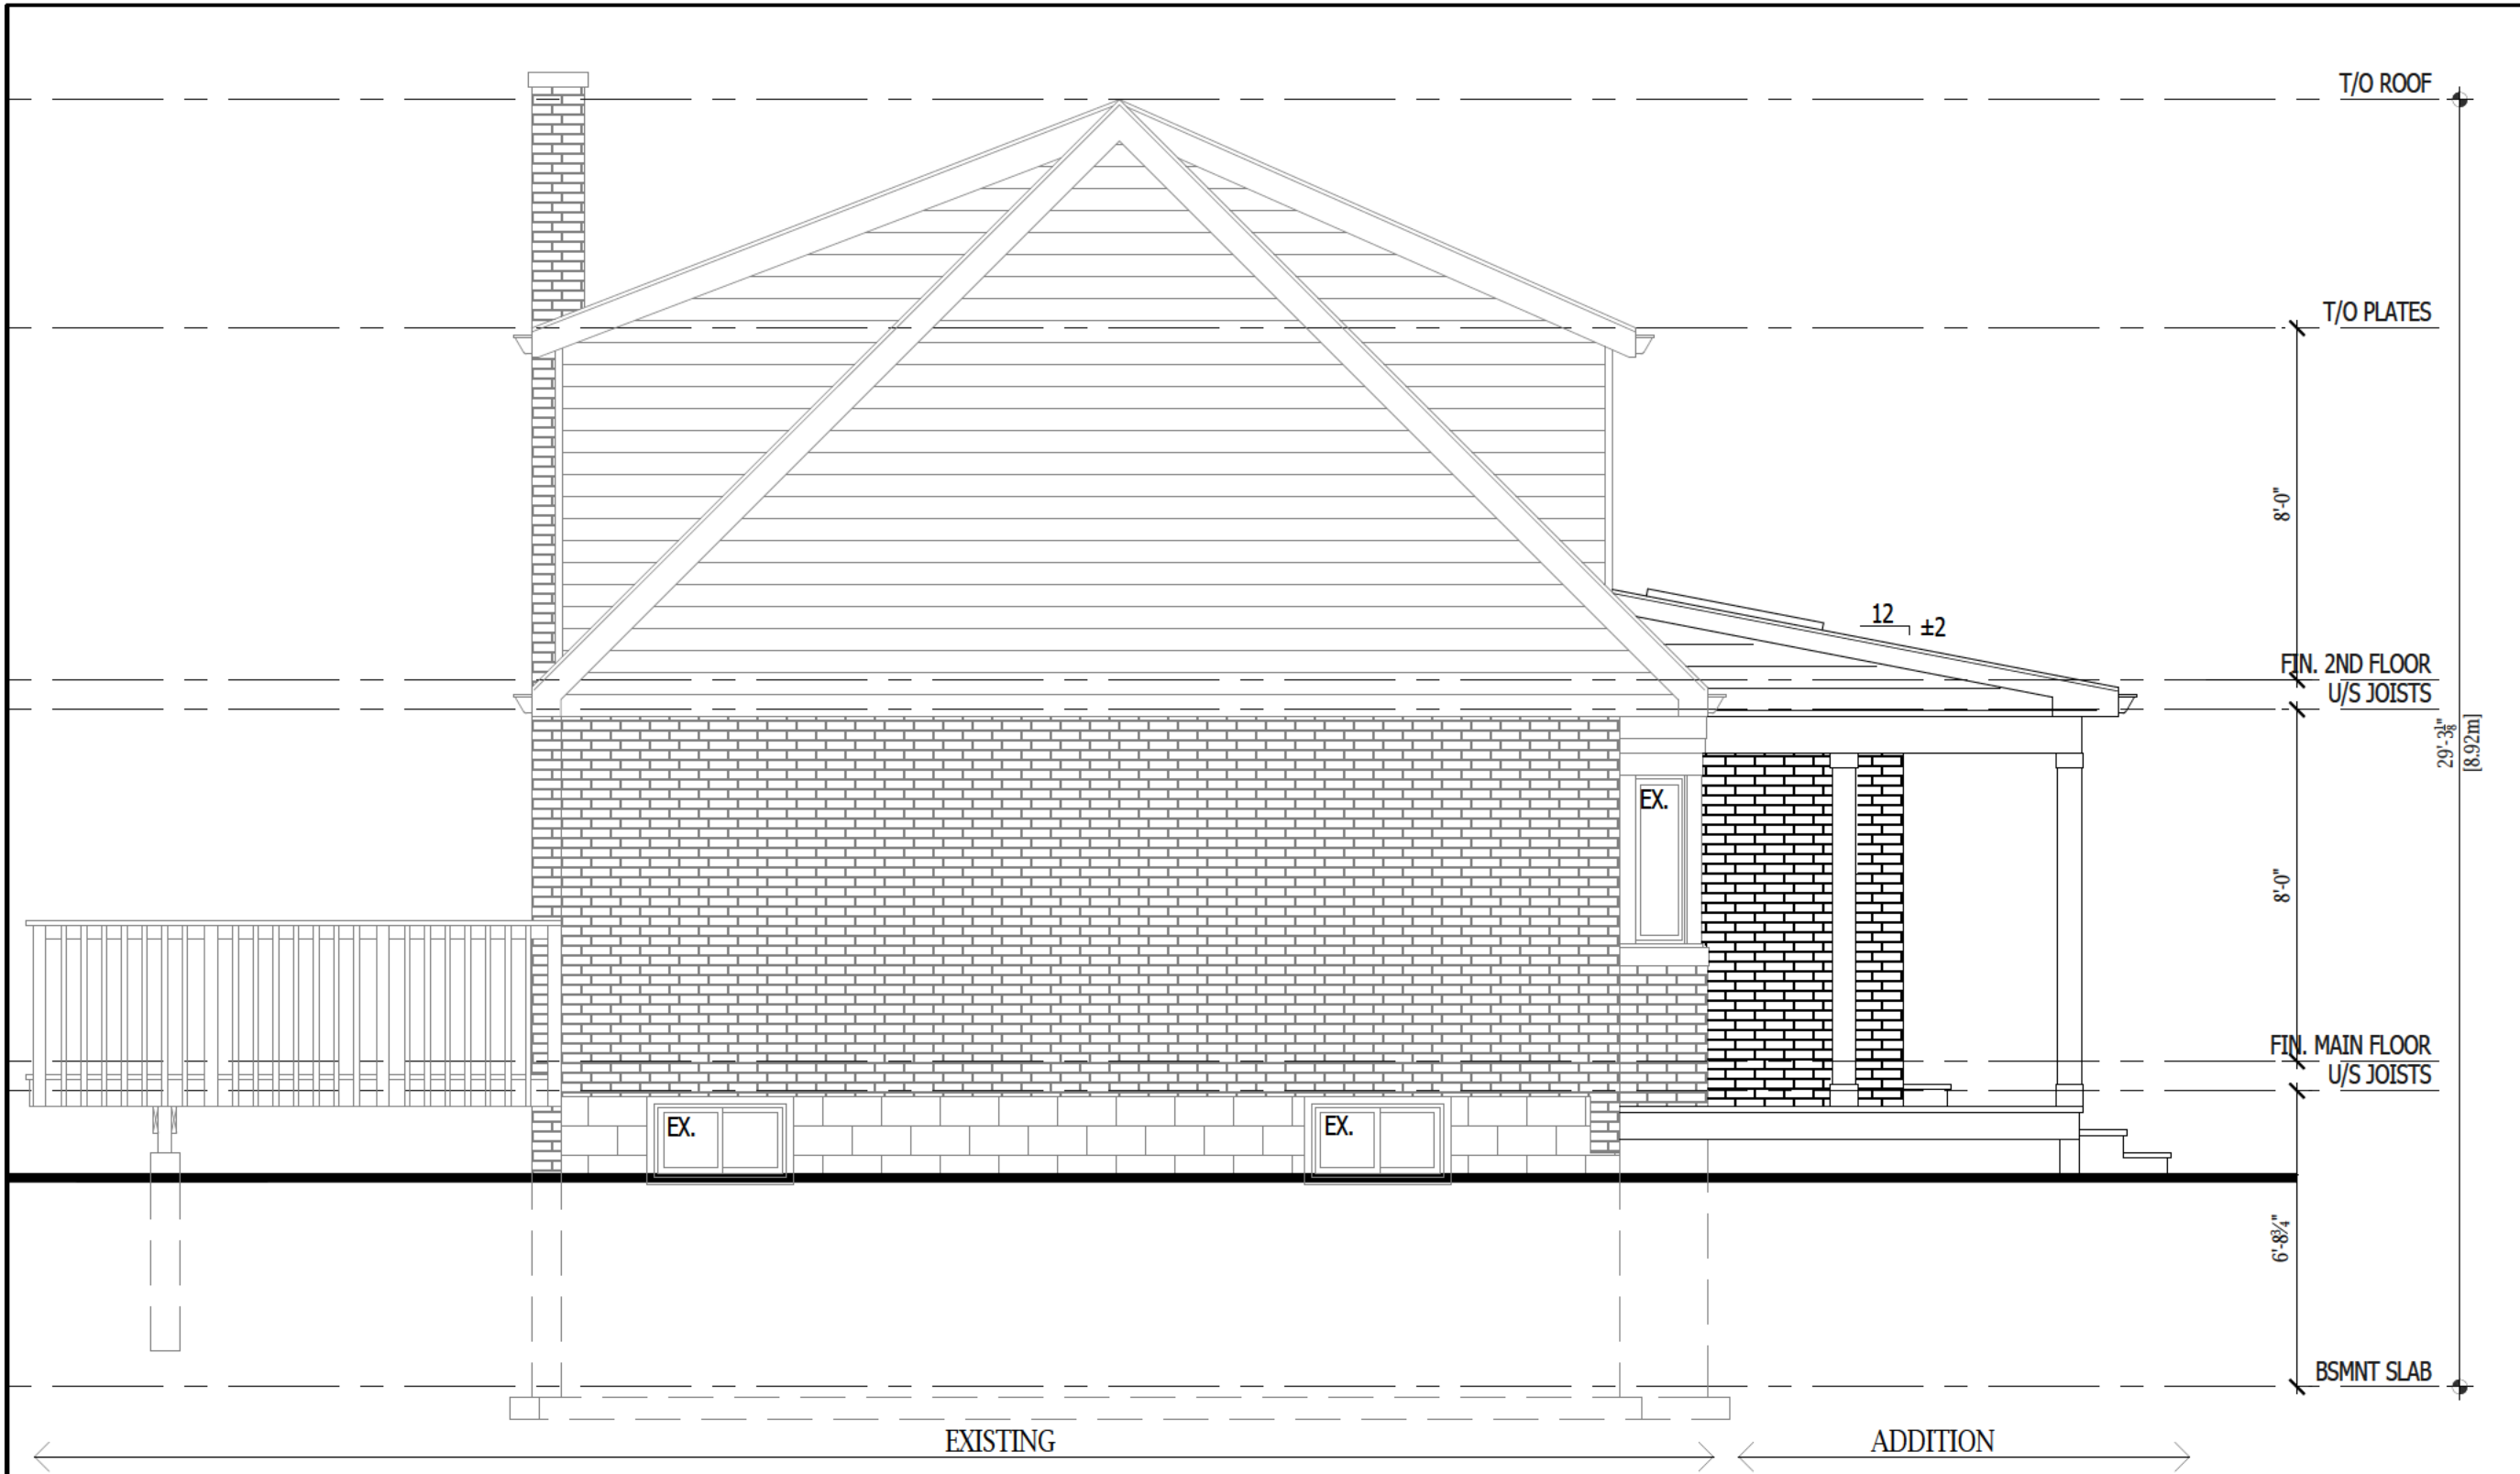 T/O ROOF
T/O PLATES
8'-0"
12
±2
FIN. 2ND FLOOR
U/S JOISTS
29'-3⅛"
[8.92m]
EX.
8'-0"
FIN. MAIN FLOOR
U/S JOISTS
EX.
EX.
6'-8¾"
BSMNT SLAB
EXISTING
ADDITION